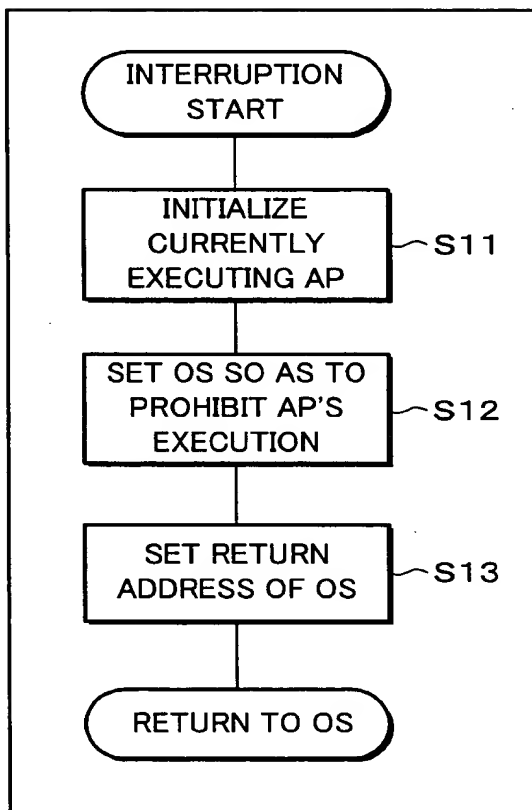 INTERRUPTION
START
INITIALIZE
CURRENTLY
EXECUTING AP
S11
SET OS SO AS TO
PROHIBIT AP'S
EXECUTION
S12
SET RETURN
ADDRESS OF OS
S13
RETURN TO OS